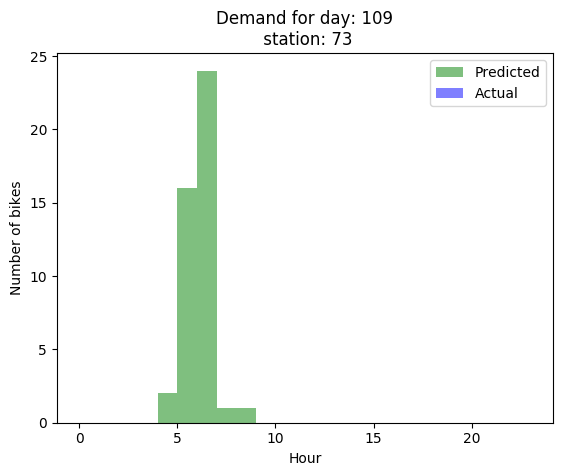 Demand for day: 109
station: 73
Predicted
Actual
25
20
15
10
5
0
Number of bikes
0 5 10 15 20
Hour